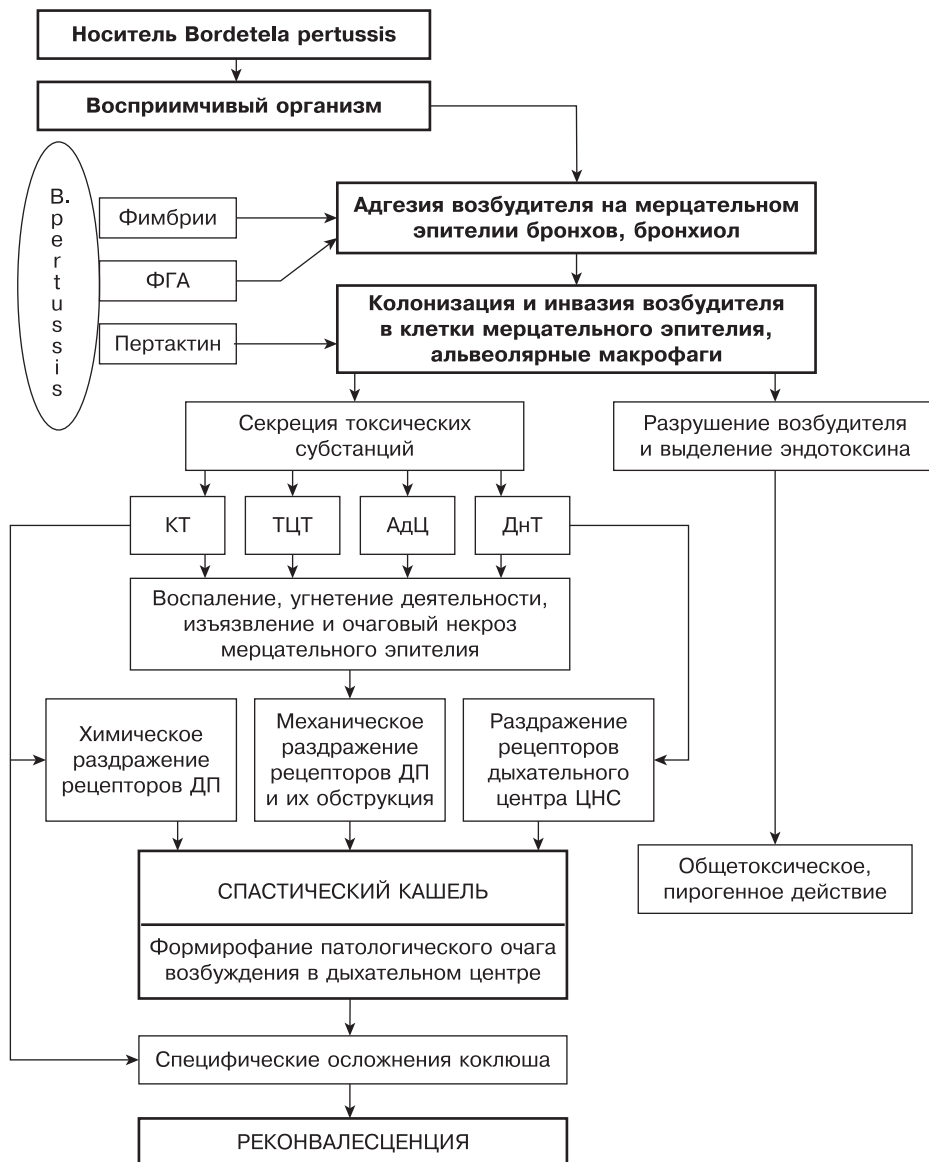 Носитель Bordetela pertussis
Восприимчивый организм
B. pertussis
Фимбрии
ФГА
Пертактин
Адгезия возбудителя на мерцательном
эпителии бронхов, бронхиол
Колонизация и инвазия возбудителя
в клетки мерцательного эпителия,
альвеолярные макрофаги
Секреция токсических
субстанций
Разрушение возбудителя
и выделение эндотоксина
КТ
ТЦТ
АдЦ
ДнТ
Воспаление, угнетение деятельности,
изъязвление и очаговый некроз
мерцательного эпителия
Химическое
раздражение
рецепторов ДП
Механическое
раздражение
рецепторов ДП
и их обструкция
Раздражение
рецепторов
дыхательного
центра ЦНС
Общетоксическое,
пирогенное действие
СПАСТИЧЕСКИЙ КАШЕЛЬ
Формирофание патологического очага
возбуждения в дыхательном центре
Специфические осложнения коклюша
РЕКОНВАЛЕСЦЕНЦИЯ